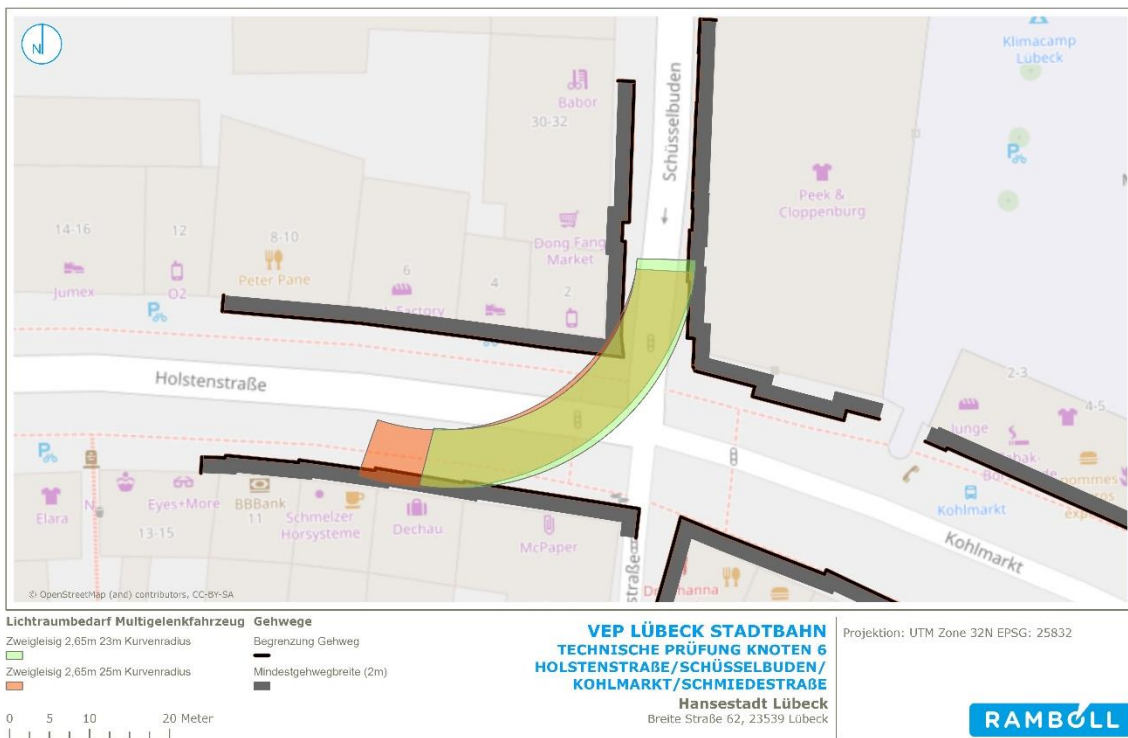 N
Klimacamp
Lübeck
Babor
30-32
Schüsselbuden
Peek &
Cloppenburg
14-16
12
8-10
Dong Fang
Market
Jumex
O2
Peter Pane
6
4
2
Factory
Holstenstraße
2-3
4-5
Junge
Kohlmarkt
Elara
Eyes+More
BBBank
11
13-15
Schmelzer
Hörsysteme
Dechau
McPaper
straße
Kohlmarkt
© OpenStreetMap (and) contributors, CC-BY-SA
Lichtraumbedarf Multigelenkfahrzeug
Zweigleisig 2,65m 23m Kurvenradius
Zweigleisig 2,65m 25m Kurvenradius
0 5 10 20 Meter
Gehwege
Begrenzung Gehweg
Mindestgehwegbreite (2m)
VEP LÜBECK STADTBAHN
TECHNISCHE PRÜFUNG KNOTEN 6
HOLSTENSTRAßE/SCHÜSSELBUDEN/
KOHLMARKT/SCHMIEDESTRAßE
Hansestadt Lübeck
Breite Straße 62, 23539 Lübeck
Projektion: UTM Zone 32N EPSG: 25832
RAMBOLL